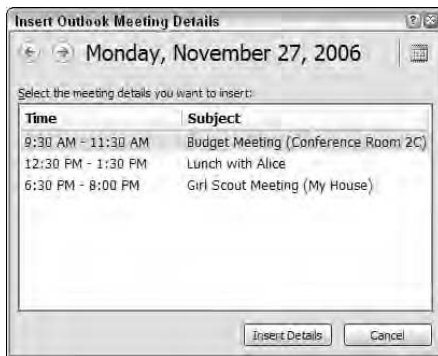 Insert Outlook Meeting Details
Monday, November 27, 2006
Select the meeting details you want to insert:
Time Subject
9:30 AM - 11:30 AM Budget Meeting (Conference Room 2C)
12:30 PM - 1:30 PM Lunch with Alice
6:30 PM - 8:00 PM Girl Scout Meeting (My House)
Insert Details Cancel